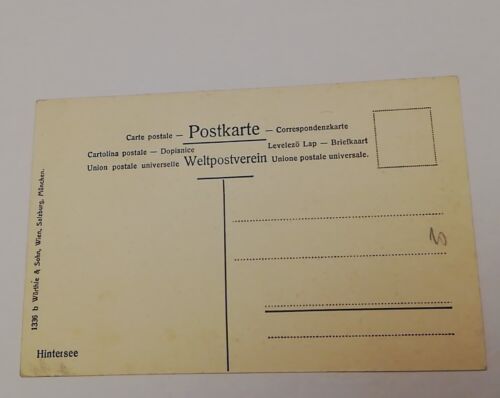 Carte postale — Postkarte — Correspondenzkarte
Cartolina postale — Dopisnice Levelezö Lap — Briefkaart
Union postale universelle Weltpostverein Unione postale universale.
1336 b Würthle & Sohn, Wien, Salzburg, München.
Hintersee